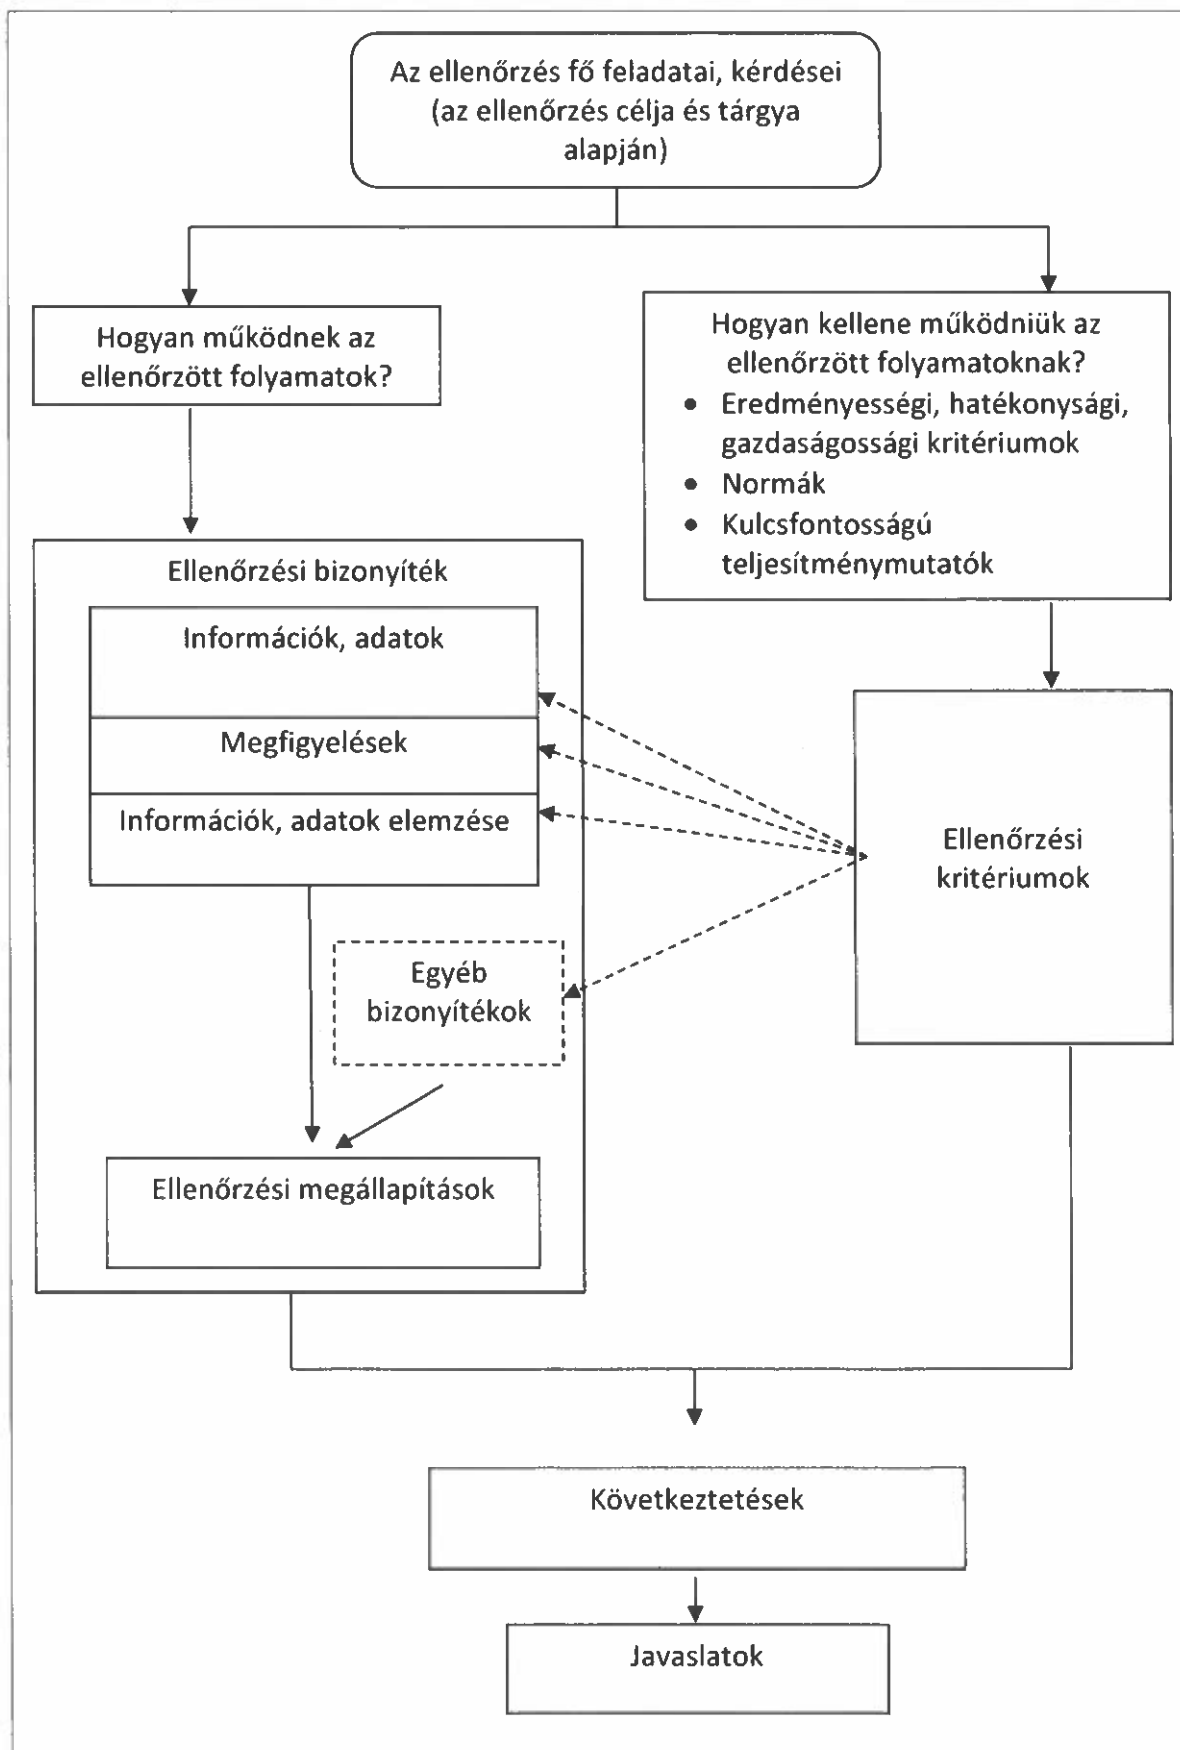 Az ellenőrzés fő feladatai, kérdései
(az ellenőrzés célja és tárgya
alapján)
Hogyan működnek az
ellenőrzött folyamatok?
Hogyan kellene működniük az
ellenőrzött folyamatoknak?
• Eredményességi, hatékonysági,
gazdaságossági kritériumok
• Normák
• Kulcsfontosságú
teljesítménymutatók
Ellenőrzési bizonyíték
Információk, adatok
Megfigyelések
Információk, adatok elemzése
Egyéb
bizonyítékok
Ellenőrzési megállapítások
Ellenőrzési
kritériumok
Következtetések
Javaslatok